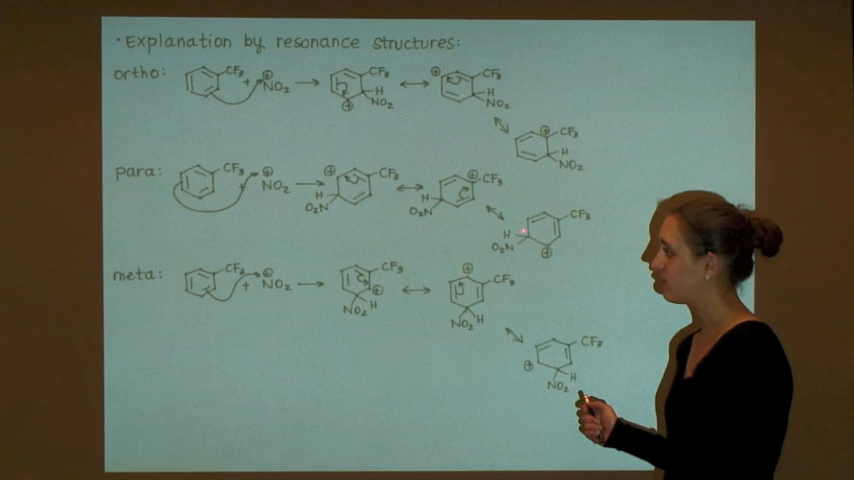 • Explanation by resonance structures:
ortho: CF₃ + ⊕NO₂ → CF₃ H NO₂ ⊕ ↔ ⊕ CF₃ H NO₂
↔ ⊕ CF₃ H NO₂
para: CF₃ + ⊕NO₂ → ⊕ CF₃ H O₂N ↔ ⊕ CF₃ H O₂N
↔ CF₃ H O₂N ⊕
meta: CF₃ + ⊕NO₂ → CF₃ ⊕ H NO₂ ↔ ⊕ CF₃ NO₂ H
↔ CF₃ ⊕ H NO₂